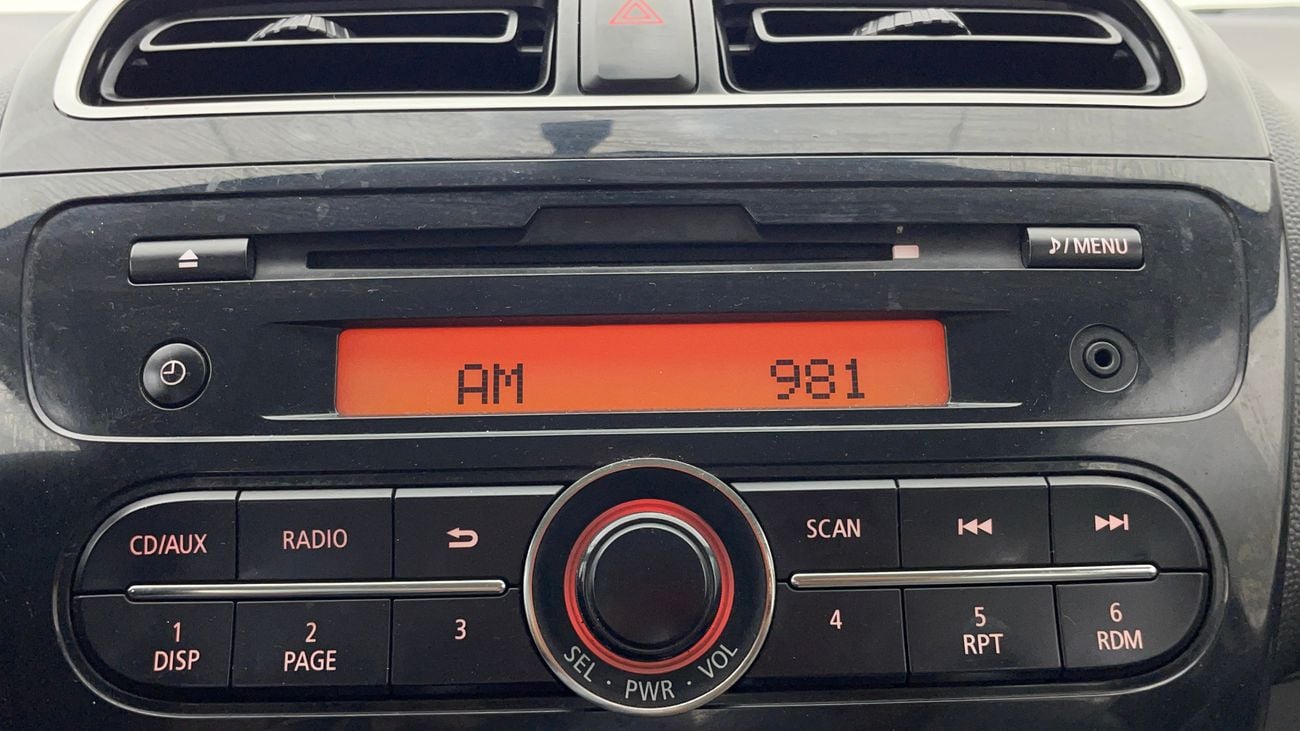 ♪/MENU
AM 981
CD/AUX RADIO SCAN
1 2 3 4 5 6
DISP PAGE RPT RDM
SEL · PWR · VOL